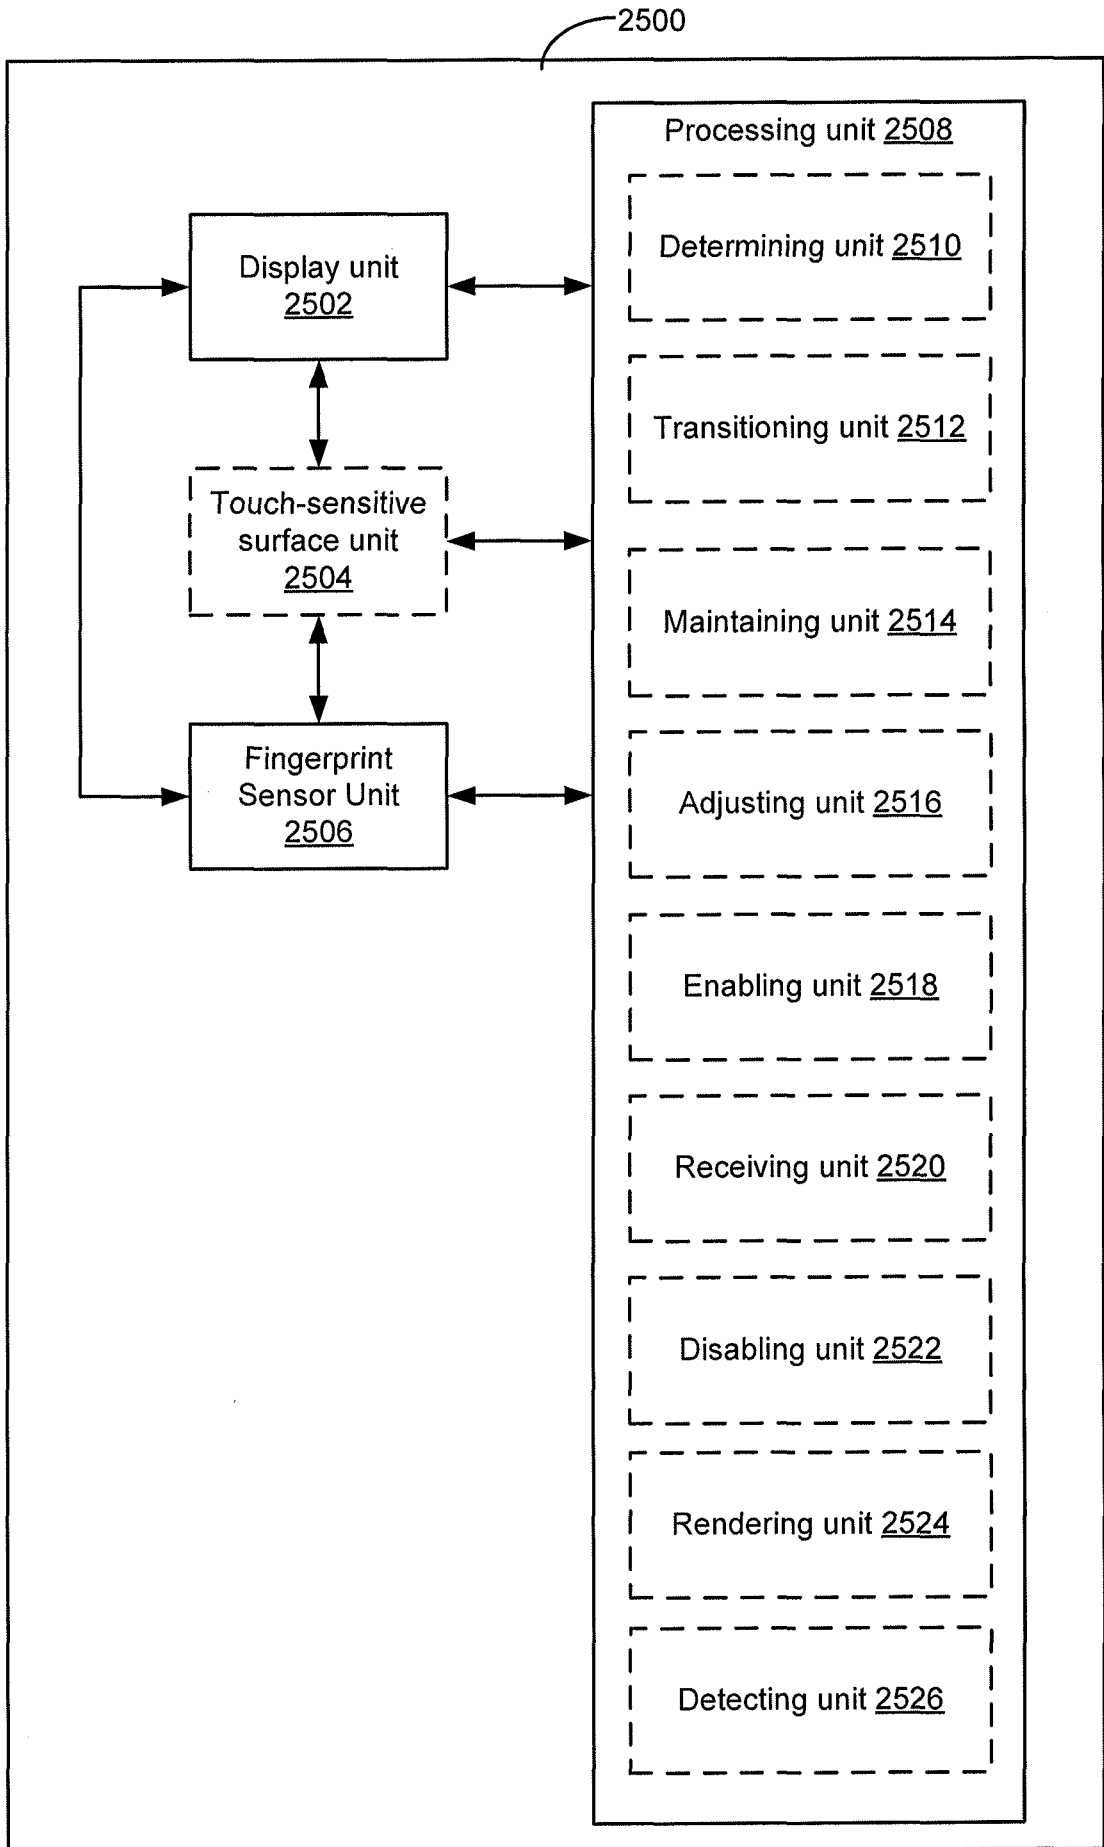 2500
Processing unit 2508
Determining unit 2510
Display unit
2502
Transitioning unit 2512
Touch-sensitive
surface unit
2504
Maintaining unit 2514
Fingerprint
Sensor Unit
2506
Adjusting unit 2516
Enabling unit 2518
Receiving unit 2520
Disabling unit 2522
Rendering unit 2524
Detecting unit 2526